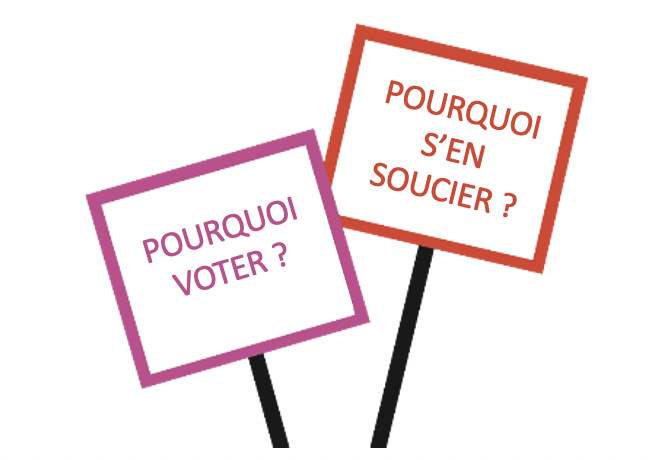 POURQUOI
VOTER ?
POURQUOI
S’EN
SOUCIER ?